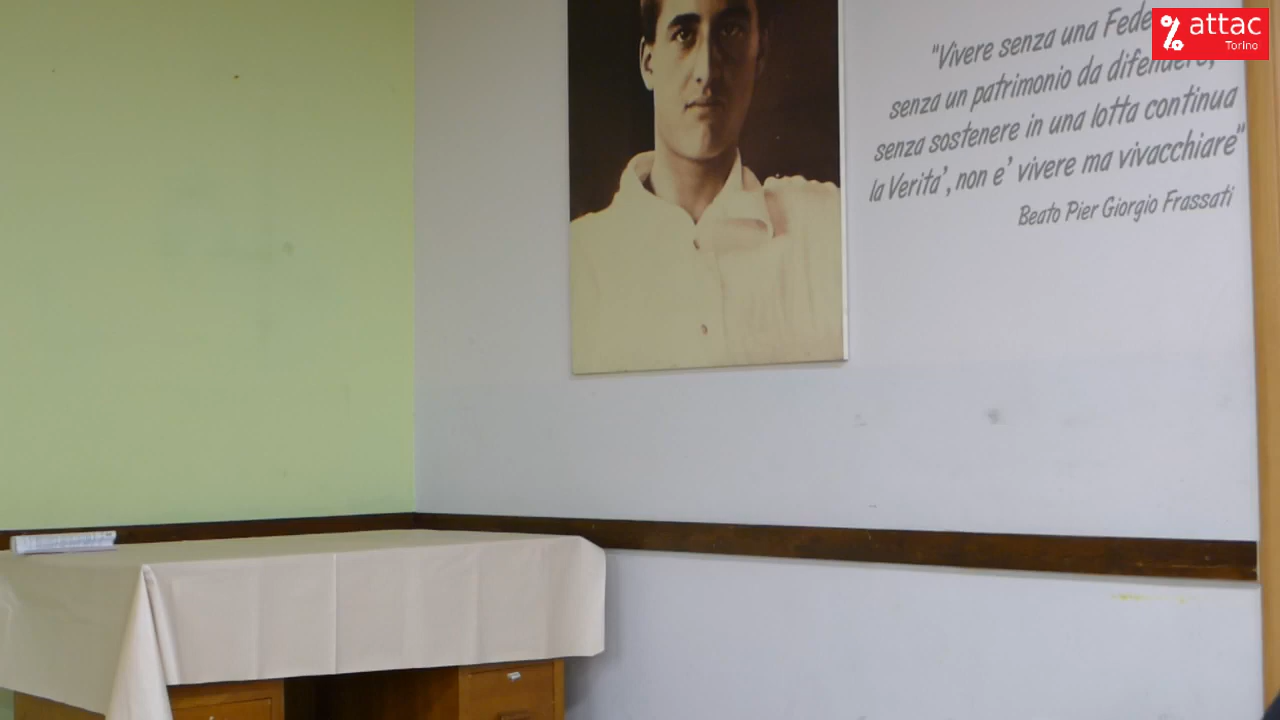 "Vivere senza una Fede
senza un patrimonio da difendere,
senza sostenere in una lotta continua
la Verita', non e' vivere ma vivacchiare"
Beato Pier Giorgio Frassati
attac
Torino